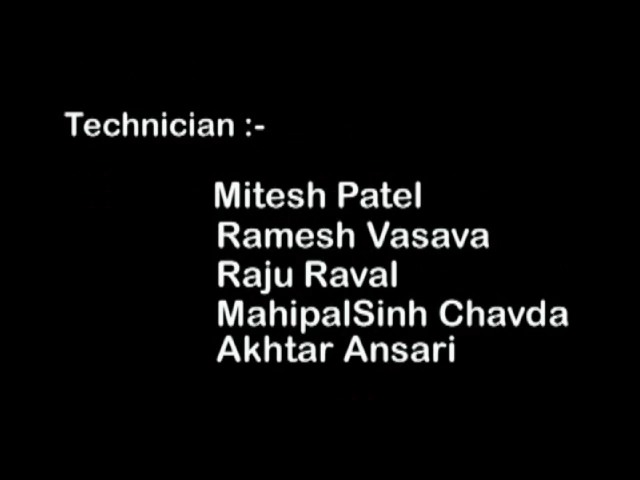 Technician :-
Mitesh Patel
Ramesh Vasava
Raju Raval
MahipalSinh Chavda
Akhtar Ansari